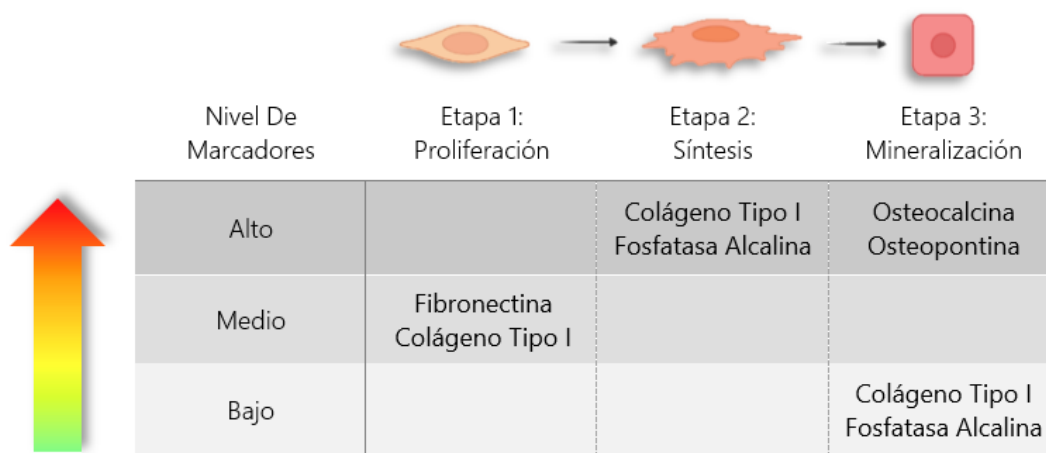 Nivel De
Marcadores
Etapa 1:
Proliferación
Etapa 2:
Síntesis
Etapa 3:
Mineralización
Alto
Colágeno Tipo I
Fosfatasa Alcalina
Osteocalcina
Osteopontina
Medio
Fibronectina
Colágeno Tipo I
Bajo
Colágeno Tipo I
Fosfatasa Alcalina